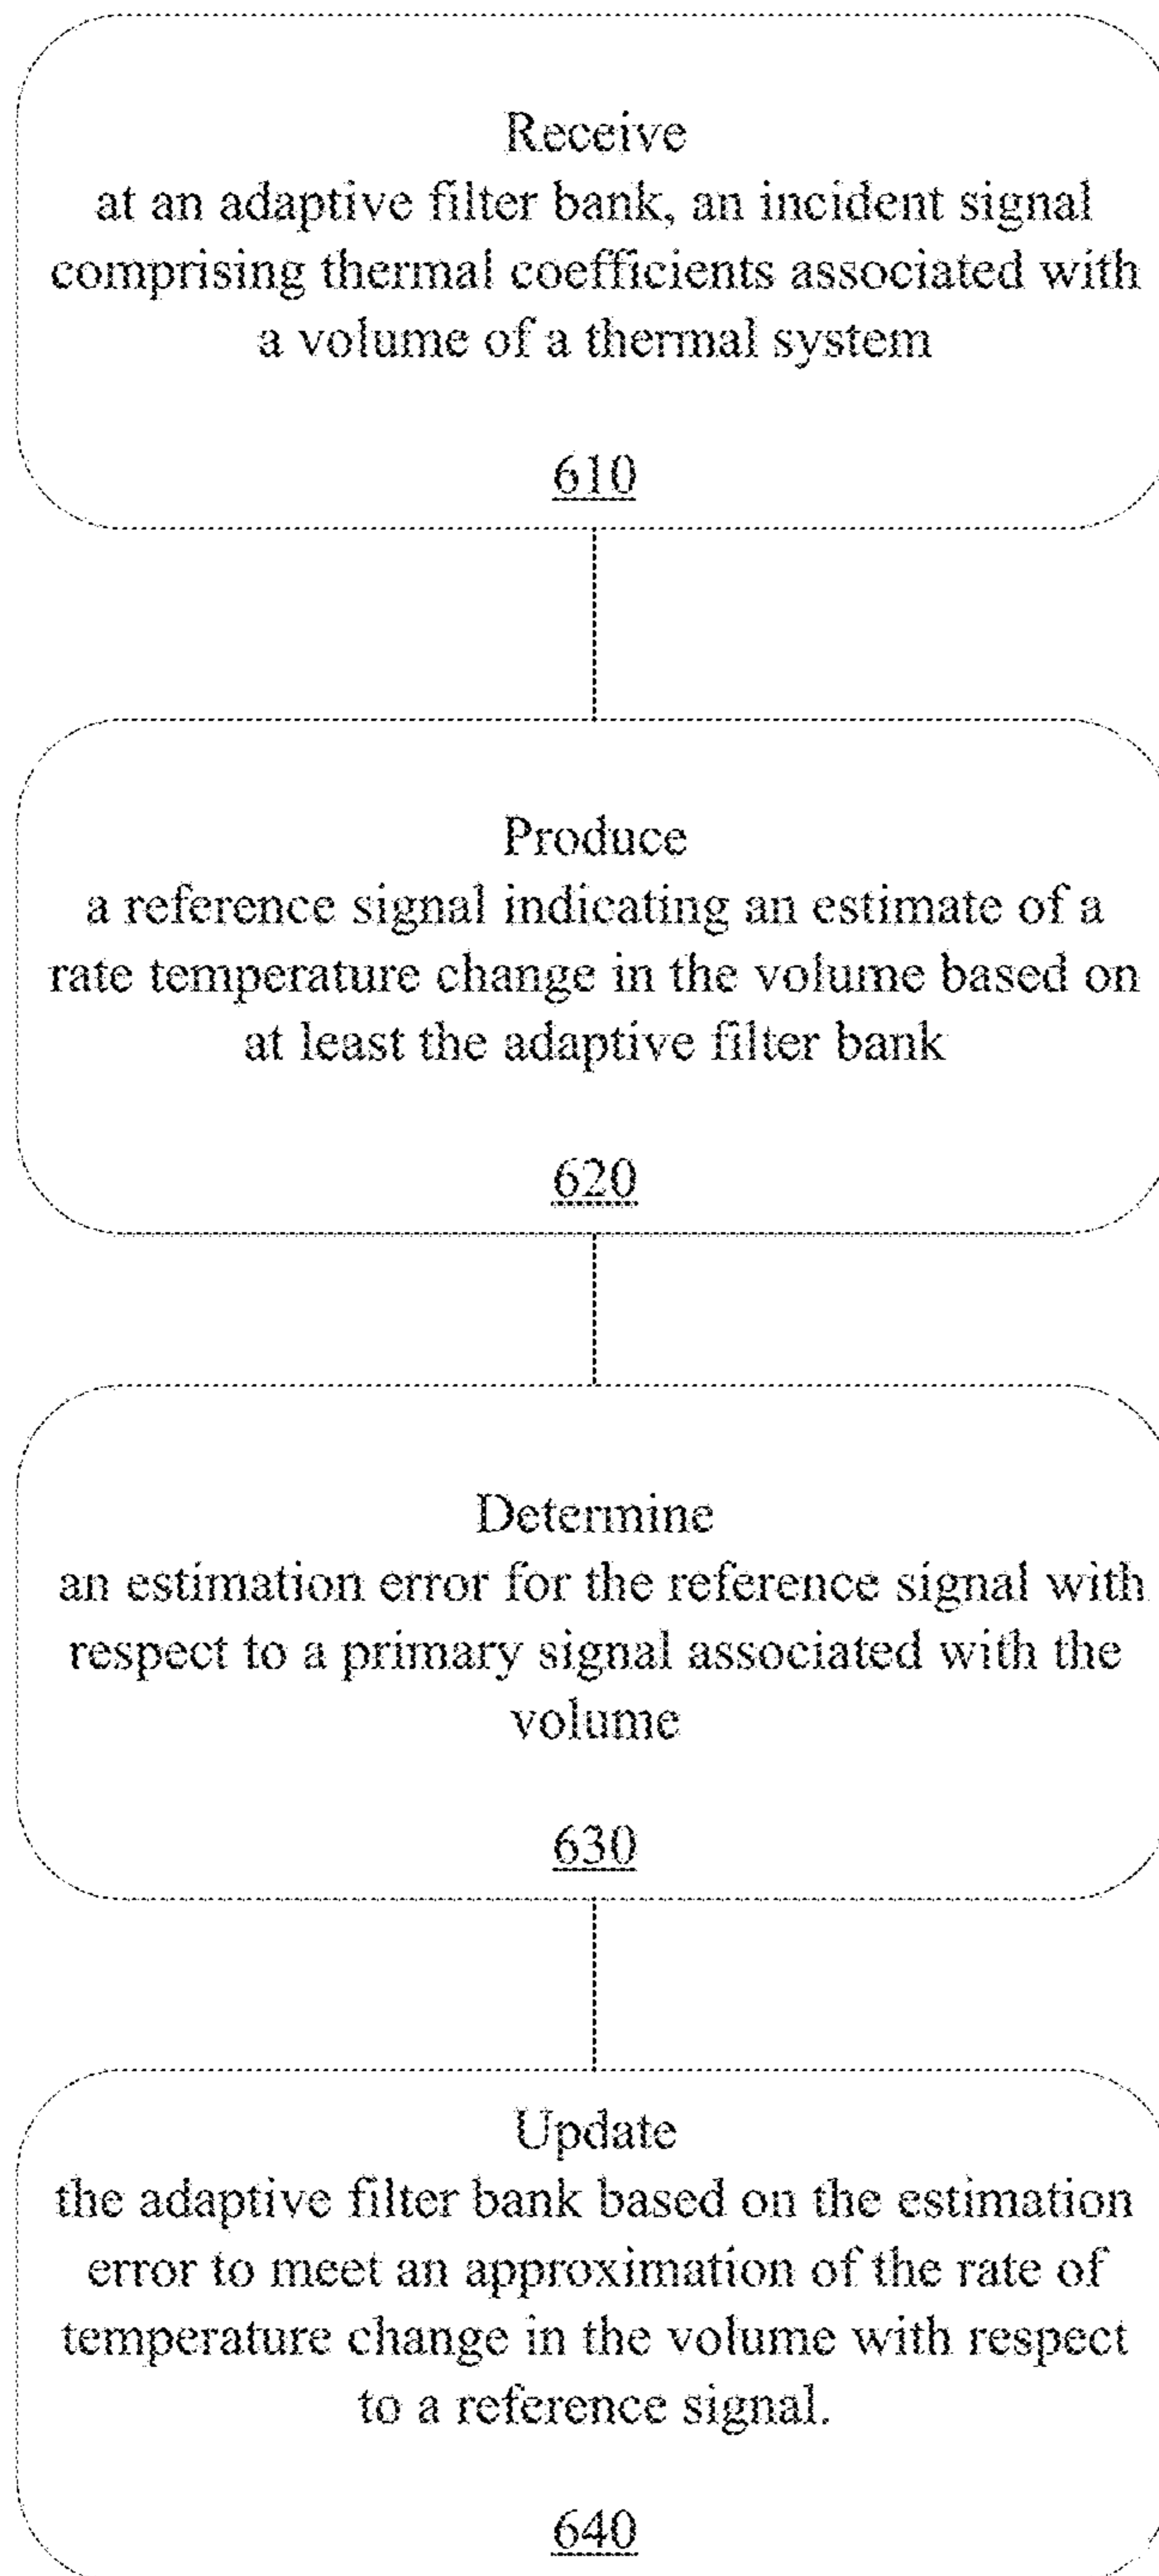 Receive
at an adaptive filter bank, an incident signal
comprising thermal coefficients associated with
a volume of a thermal system
610
Produce
a reference signal indicating an estimate of a
rate temperature change in the volume based on
at least the adaptive filter bank
620
Determine
an estimation error for the reference signal with
respect to a primary signal associated with the
volume
630
Update
the adaptive filter bank based on the estimation
error to meet an approximation of the rate of
temperature change in the volume with respect
to a reference signal.
640